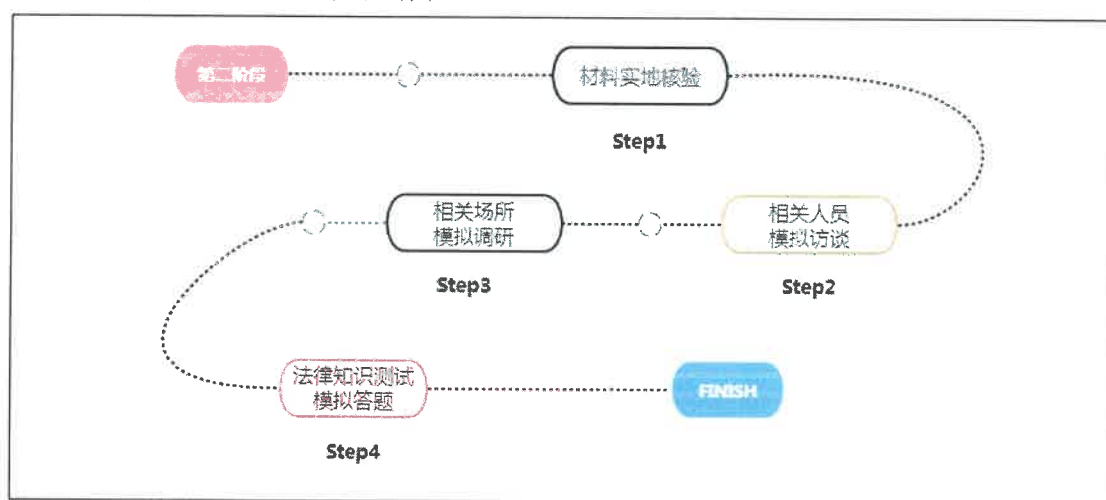 第二阶段
材料实地核验
Step1
相关场所
模拟调研
相关人员
模拟访谈
Step3
Step2
法律知识测试
模拟答题
FINISH
Step4